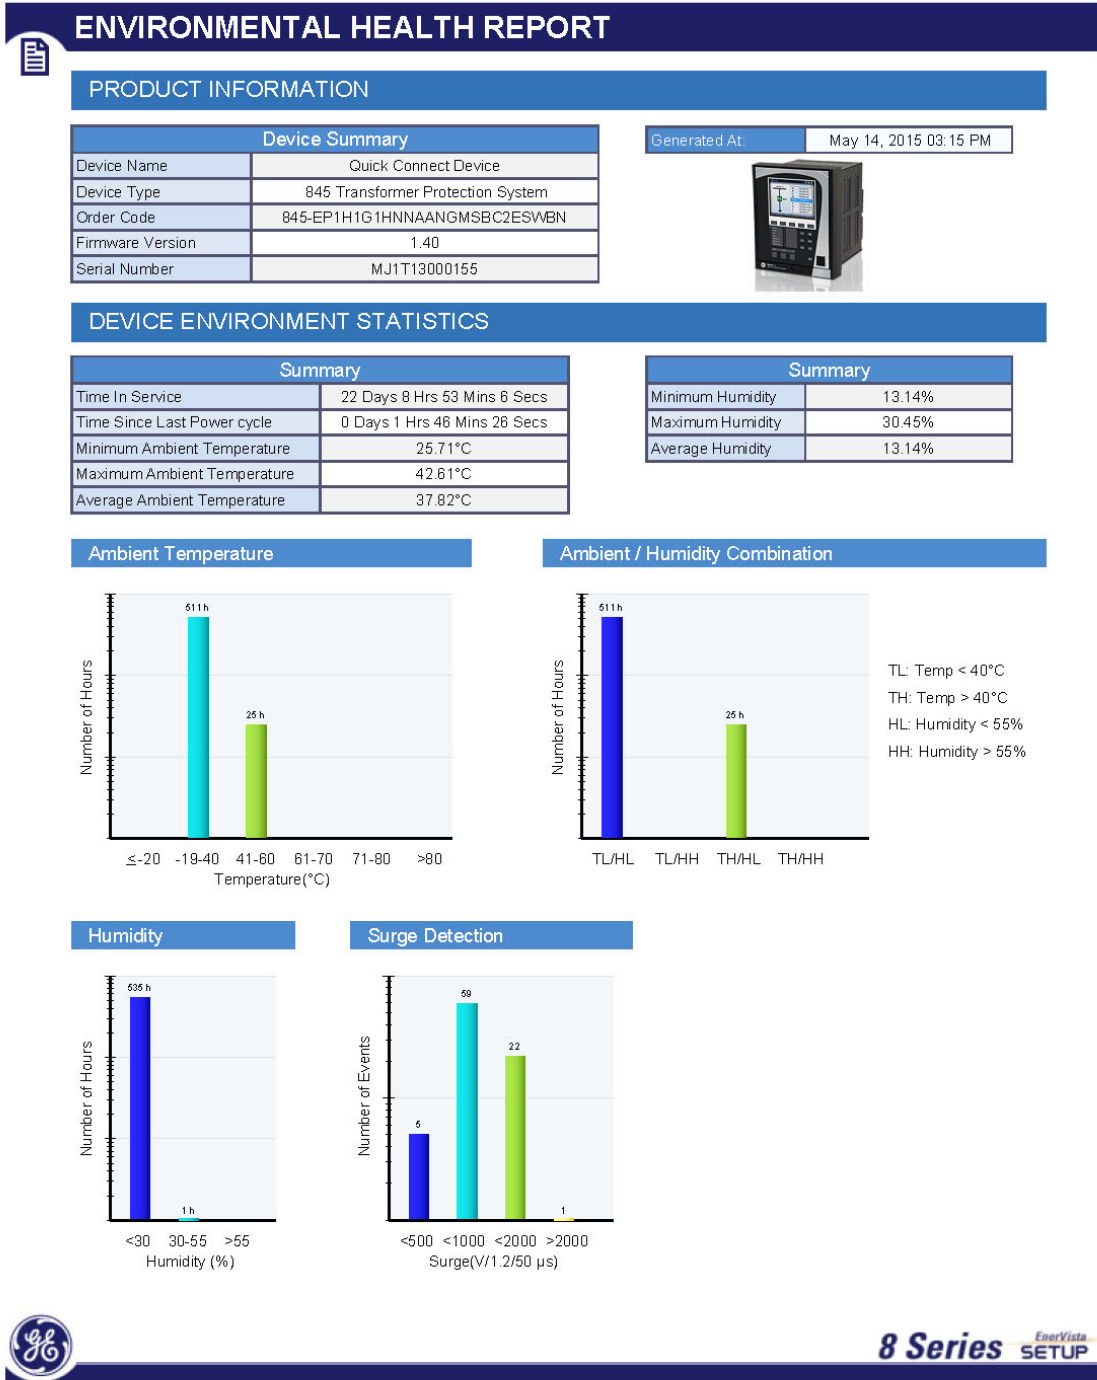 ENVIRONMENTAL HEALTH REPORT
PRODUCT INFORMATION
Device Summary
Device Name Quick Connect Device
Device Type 845 Transformer Protection System
Order Code 845-EP1H1G1HNNAANGMSBC2ESWBN
Firmware Version 1.40
Serial Number MJ1T13000155
Generated At: May 14, 2015 03:15 PM
DEVICE ENVIRONMENT STATISTICS
Summary
Time In Service 22 Days 8 Hrs 53 Mins 6 Secs
Time Since Last Power cycle 0 Days 1 Hrs 46 Mins 26 Secs
Minimum Ambient Temperature 25.71°C
Maximum Ambient Temperature 42.61°C
Average Ambient Temperature 37.82°C
Summary
Minimum Humidity 13.14%
Maximum Humidity 30.45%
Average Humidity 13.14%
Ambient Temperature
Number of Hours
511 h
25 h
≤-20 -19-40 41-60 61-70 71-80 >80
Temperature(°C)
Ambient / Humidity Combination
Number of Hours
511 h
25 h
TL/HL TL/HH TH/HL TH/HH
TL: Temp < 40°C
TH: Temp > 40°C
HL: Humidity < 55%
HH: Humidity > 55%
Humidity
Number of Hours
535 h
1 h
<30 30-55 >55
Humidity (%)
Surge Detection
Number of Events
5
59
22
1
<500 <1000 <2000 >2000
Surge(V/1.2/50 µs)
GE
8 Series
EnerVista
SETUP